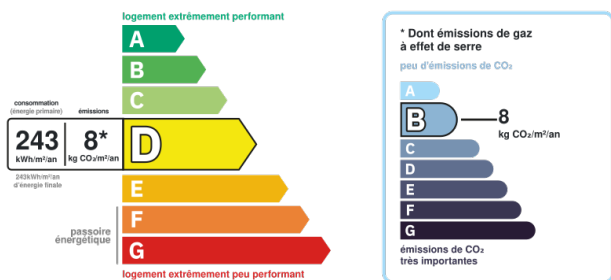 logement extrêmement performant
A
B
C
consommation
(énergie primaire)
émissions
243
kWh/m²/an
8*
kg CO₂/m²/an
D
243kWh/m²/an
d'énergie finale
E
F
G
passoire
énergétique
logement extrêmement peu performant
* Dont émissions de gaz
à effet de serre
peu d'émissions de CO₂
A
B
8
kg CO₂/m²/an
C
D
E
F
G
émissions de CO₂
très importantes